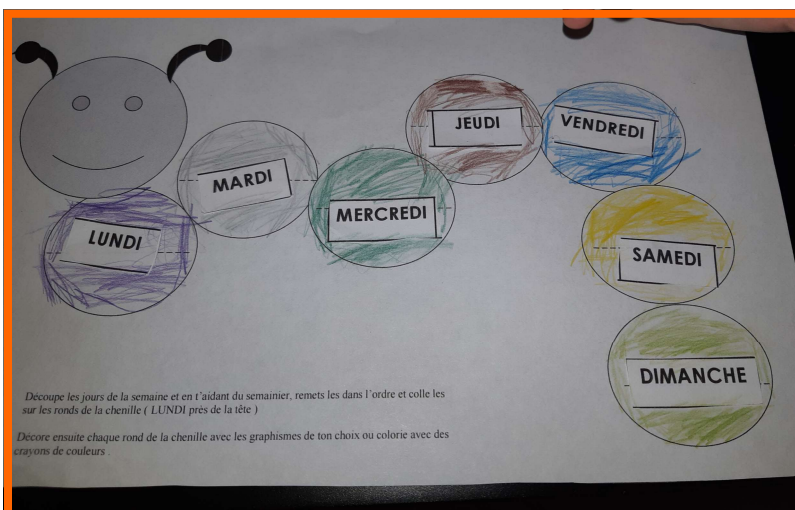 LUNDI
MARDI
MERCREDI
JEUDI
VENDREDI
SAMEDI
DIMANCHE
Découpe les jours de la semaine et en t'aidant du semainier, remets les dans l'ordre et colle les
sur les ronds de la chenille ( LUNDI près de la tête )
Décore ensuite chaque rond de la chenille avec les graphismes de ton choix ou colorie avec des
crayons de couleurs .